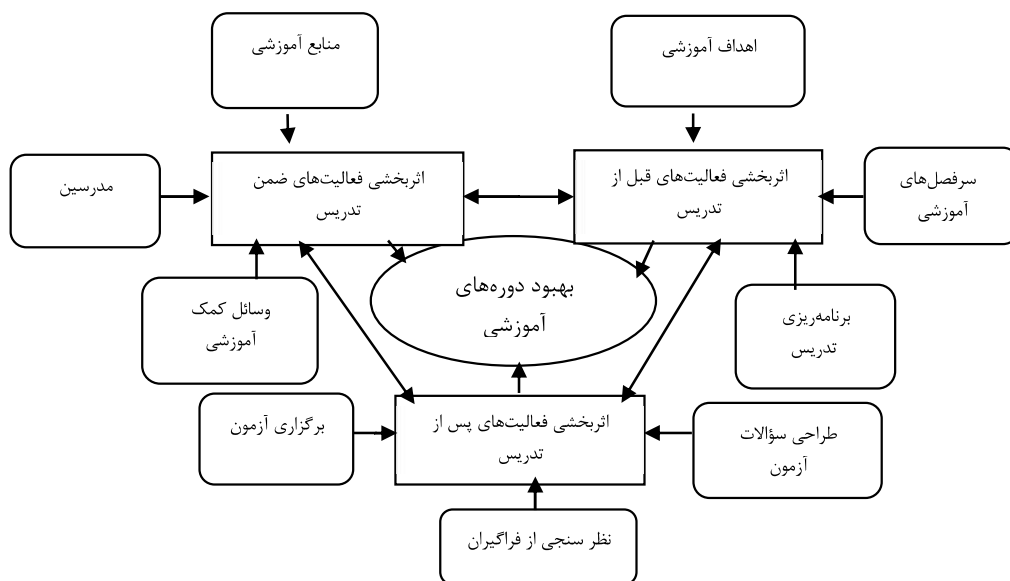 اهداف آموزشی
منابع آموزشی
سرفصل‌های
آموزشی
اثربخشی فعالیت‌های قبل از
تدریس
اثربخشی فعالیت‌های ضمن
تدریس
مدرسین
بهبود دوره‌های
آموزشی
برنامه‌ریزی
تدریس
وسائل کمک
آموزشی
طراحی سؤالات
آزمون
اثربخشی فعالیت‌های پس از
تدریس
برگزاری آزمون
نظر سنجی از فراگیران